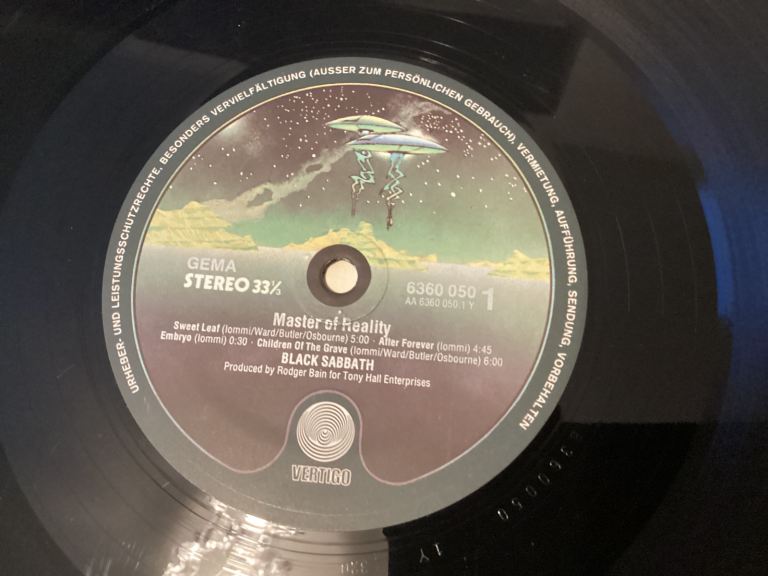 URHEBER- UND LEISTUNGSSCHUTZRECHTE, BESONDERS VERVIELFÄLTIGUNG (AUSSER ZUM PERSÖNLICHEN GEBRAUCH), VERMIETUNG, AUFFÜHRUNG, SENDUNG, VORBEHALTEN
GEMA
STEREO 33⅓
6360 050 1
AA 6360 050.1 Y
Master of Reality
Sweet Leaf (Iommi/Ward/Butler/Osbourne) 5:00 · After Forever (Iommi) 4:45
Embryo (Iommi) 0:30 · Children Of The Grave (Iommi/Ward/Butler/Osbourne) 6:00
BLACK SABBATH
Produced by Rodger Bain for Tony Hall Enterprises
VERTIGO
6360050
1Y